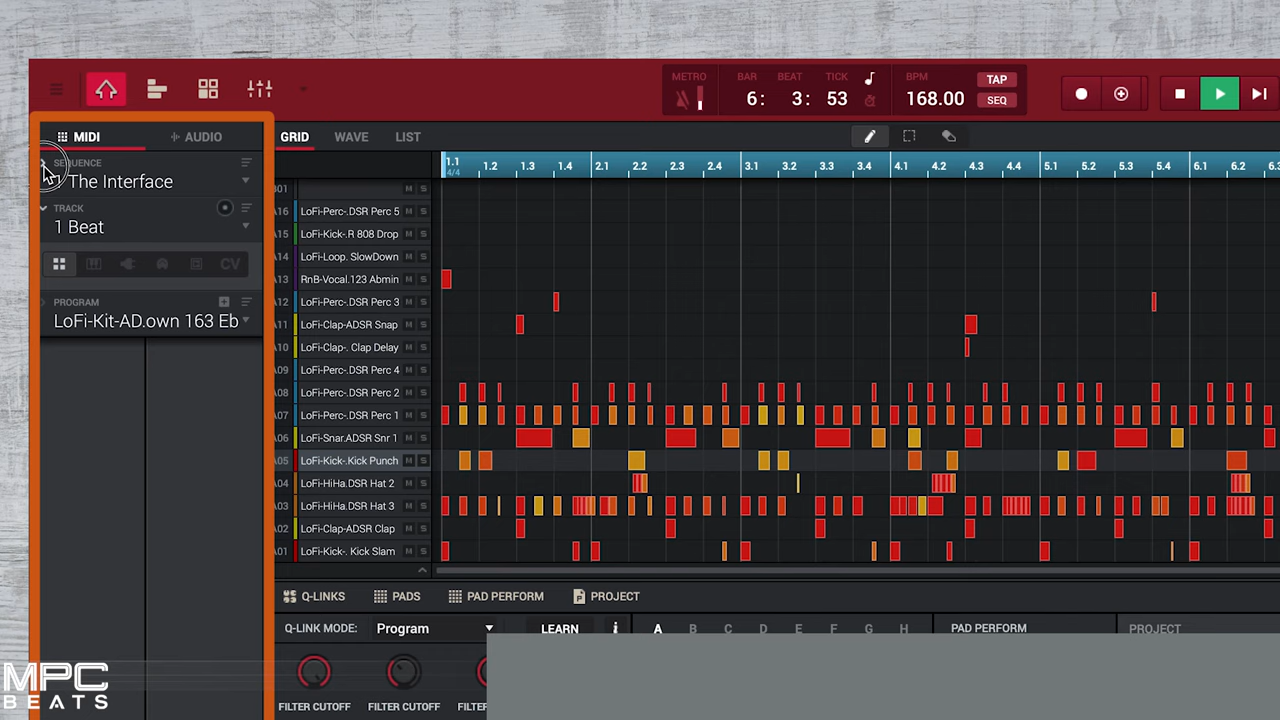 METRO
BAR
BEAT
TICK
6:
3:
53
BPM
168.00
TAP
SEQ
MIDI
AUDIO
GRID
WAVE
LIST
SEQUENCE
The Interface
TRACK
1 Beat
CV
PROGRAM
LoFi-Kit-AD.own 163 Eb
1.1
4/4
1.2
1.3
1.4
2.1
2.2
2.3
2.4
3.1
3.2
3.3
3.4
4.1
4.2
4.3
4.4
5.1
5.2
5.3
5.4
6.1
6.2
6.3
M S
A16 LoFi-Perc-.DSR Perc 5 M S
A15 LoFi-Kick-.R 808 Drop M S
A14 LoFi-Loop. SlowDown M S
A13 RnB-Vocal.123 Abmin M S
A12 LoFi-Perc-.DSR Perc 3 M S
A11 LoFi-Clap-ADSR Snap M S
A10 LoFi-Clap-. Clap Delay M S
A09 LoFi-Perc-.DSR Perc 4 M S
A08 LoFi-Perc-.DSR Perc 2 M S
A07 LoFi-Perc-.DSR Perc 1 M S
A06 LoFi-Snar.ADSR Snr 1 M S
A05 LoFi-Kick-.Kick Punch M S
A04 LoFi-HiHa.DSR Hat 2 M S
A03 LoFi-HiHa.DSR Hat 3 M S
A02 LoFi-Clap-ADSR Clap M S
A01 LoFi-Kick-. Kick Slam M S
Q-LINKS
PADS
PAD PERFORM
PROJECT
Q-LINK MODE:
Program
LEARN
A B C D E F G H
PAD PERFORM
PROJECT
FILTER CUTOFF
FILTER CUTOFF
MPC
BEATS